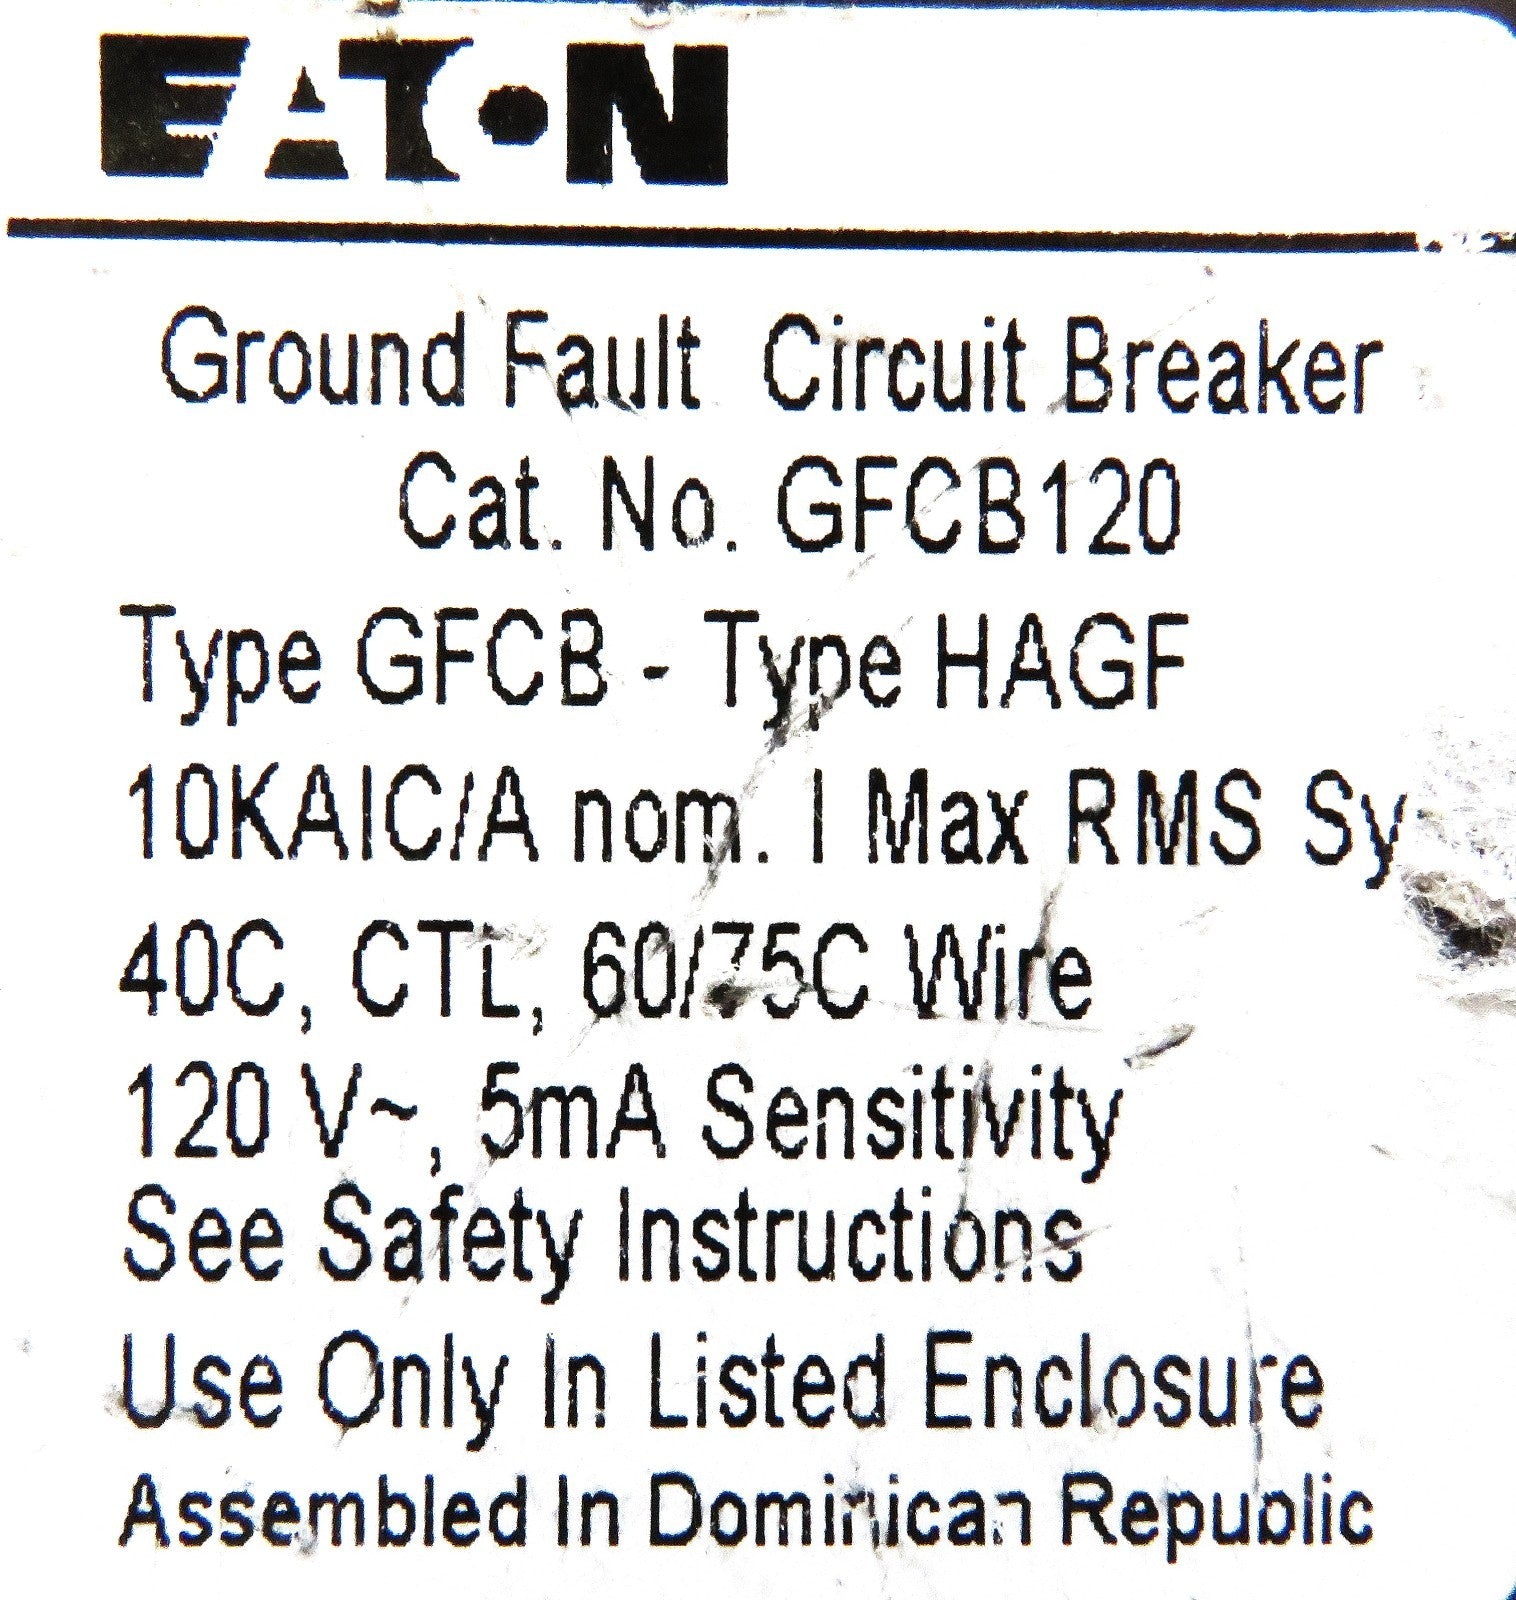 EATON
Ground Fault Circuit Breaker
Cat. No. GFCB120
Type GFCB - Type HAGF
10KAIC/A nom. I Max RMS Sy
40C, CTL, 60/75C Wire
120 V~, 5mA Sensitivity
See Safety Instructions
Use Only In Listed Enclosure
Assembled In Dominican Republic